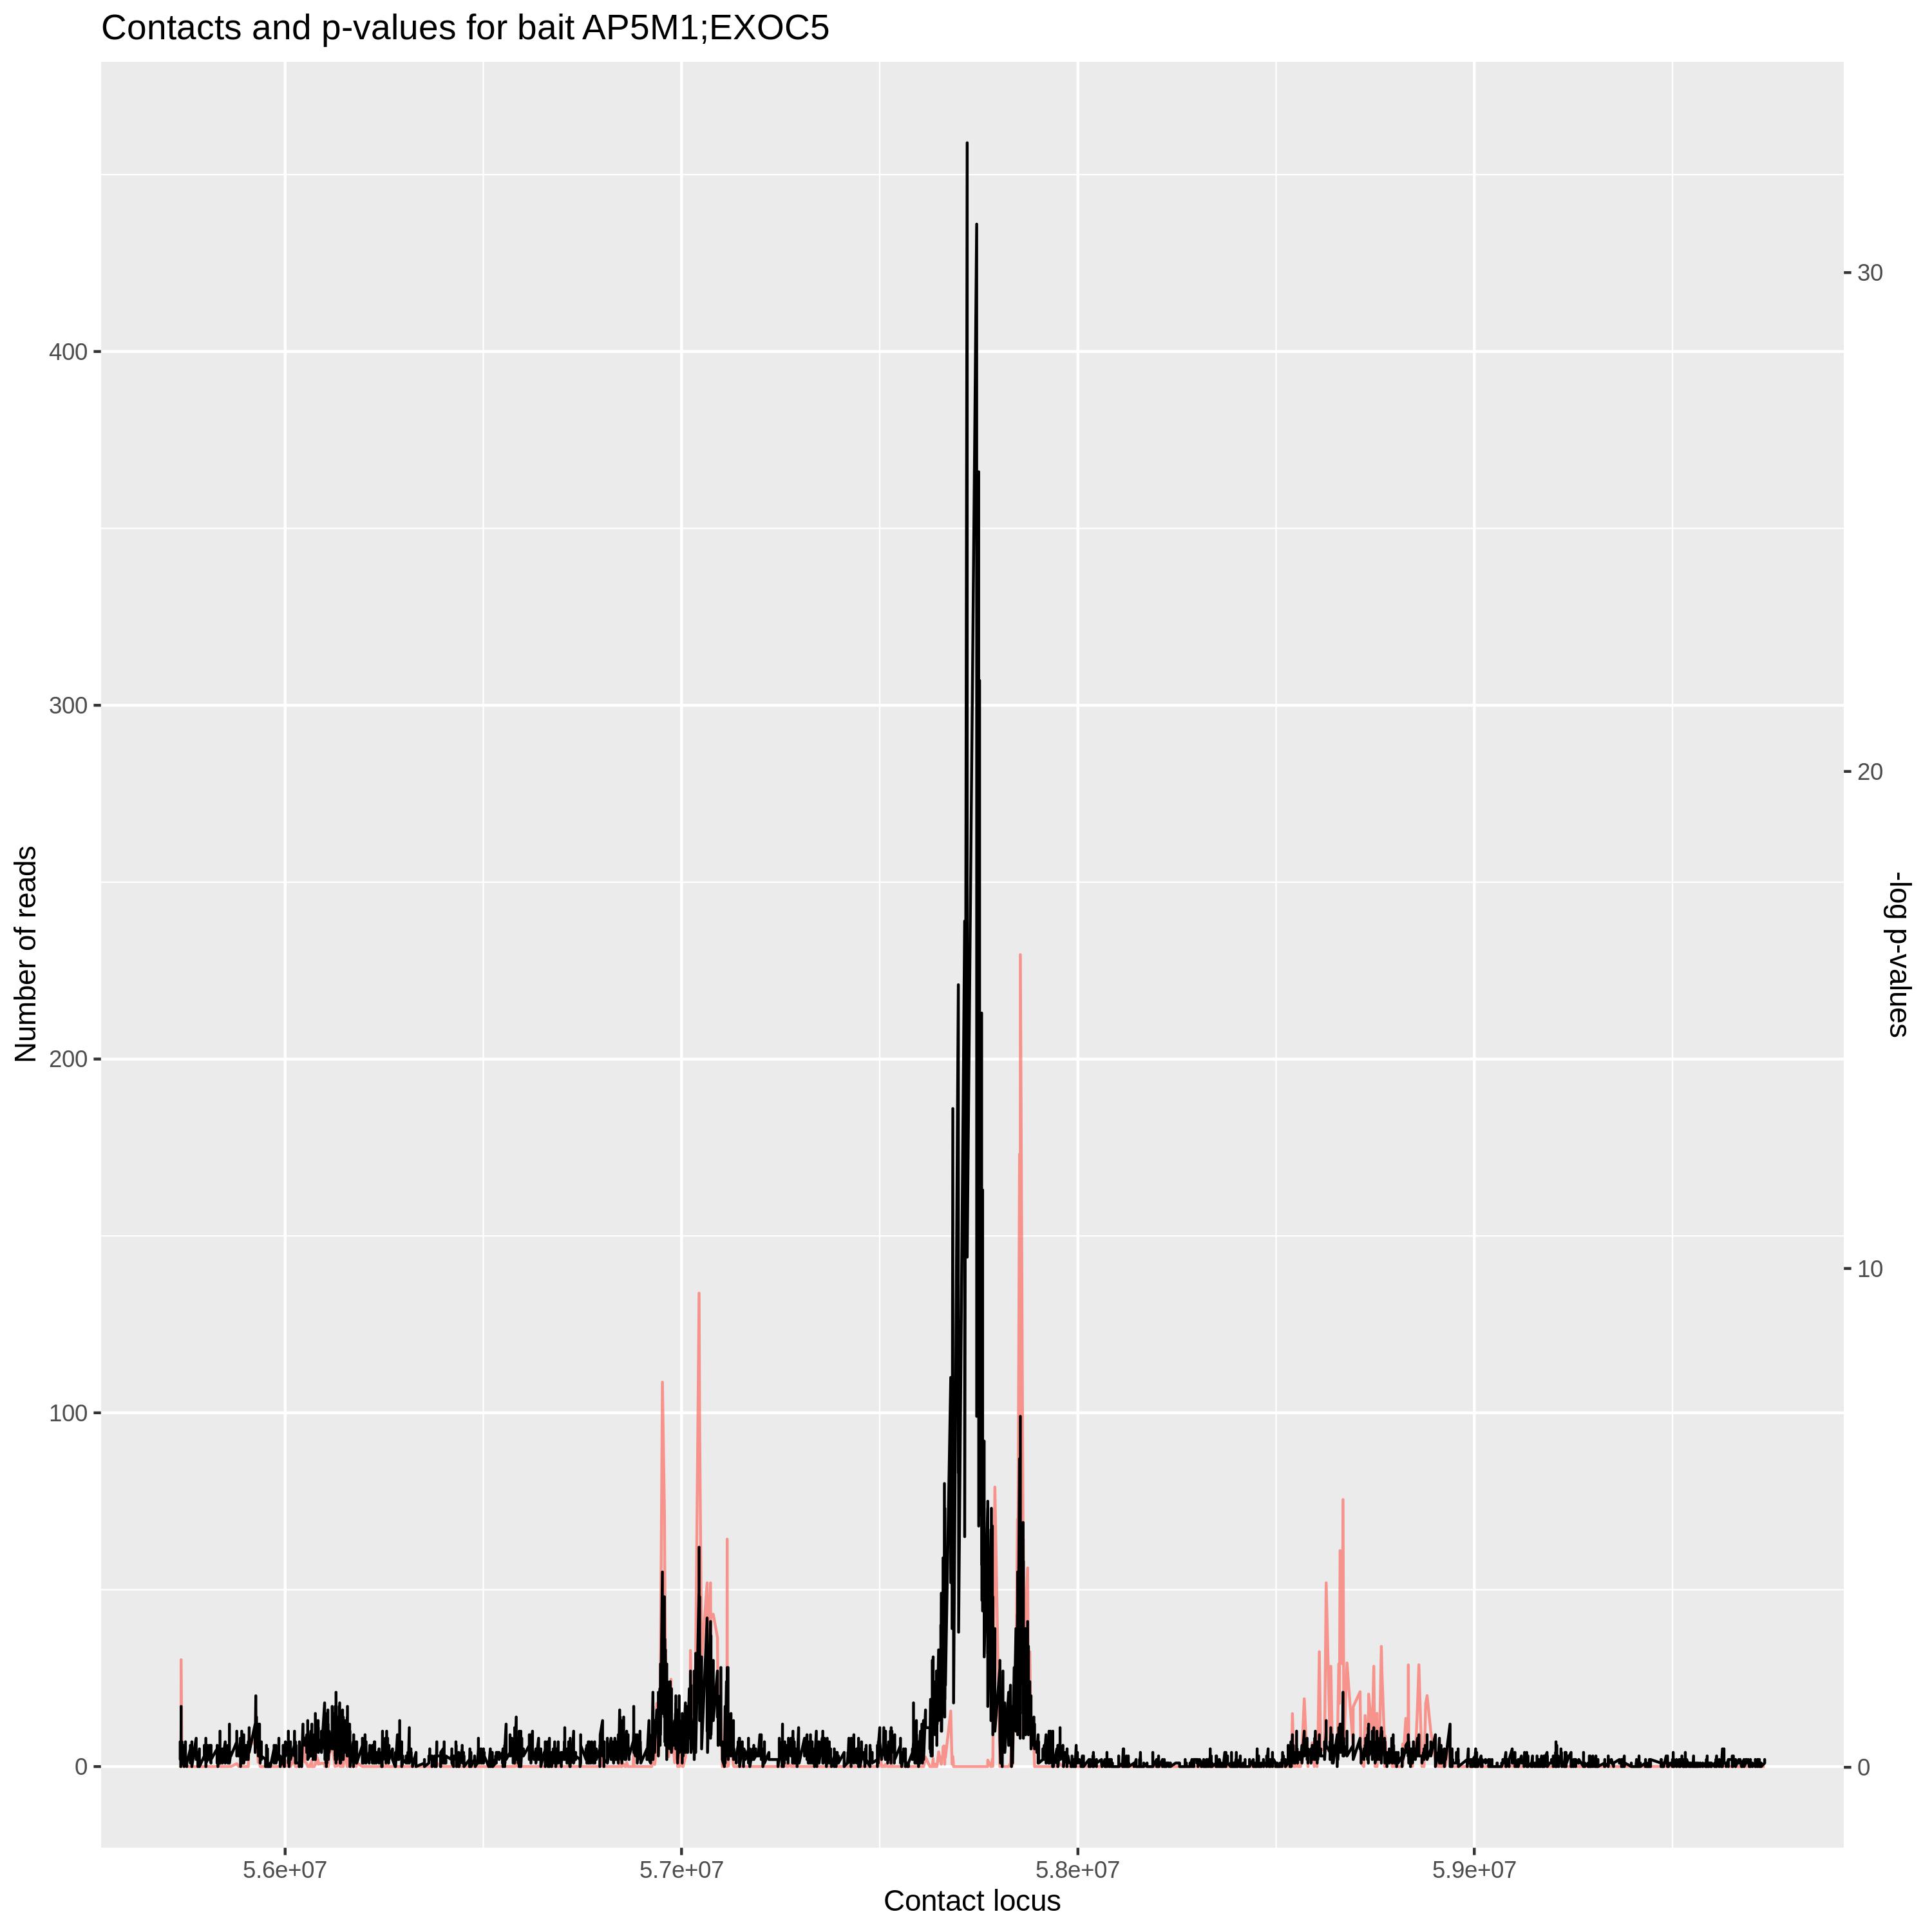 Contacts and p-values for bait AP5M1;EXOC5
Number of reads
400
300
200
100
0
30
20
10
0
-log p-values
5.6e+07 5.7e+07 5.8e+07 5.9e+07
Contact locus